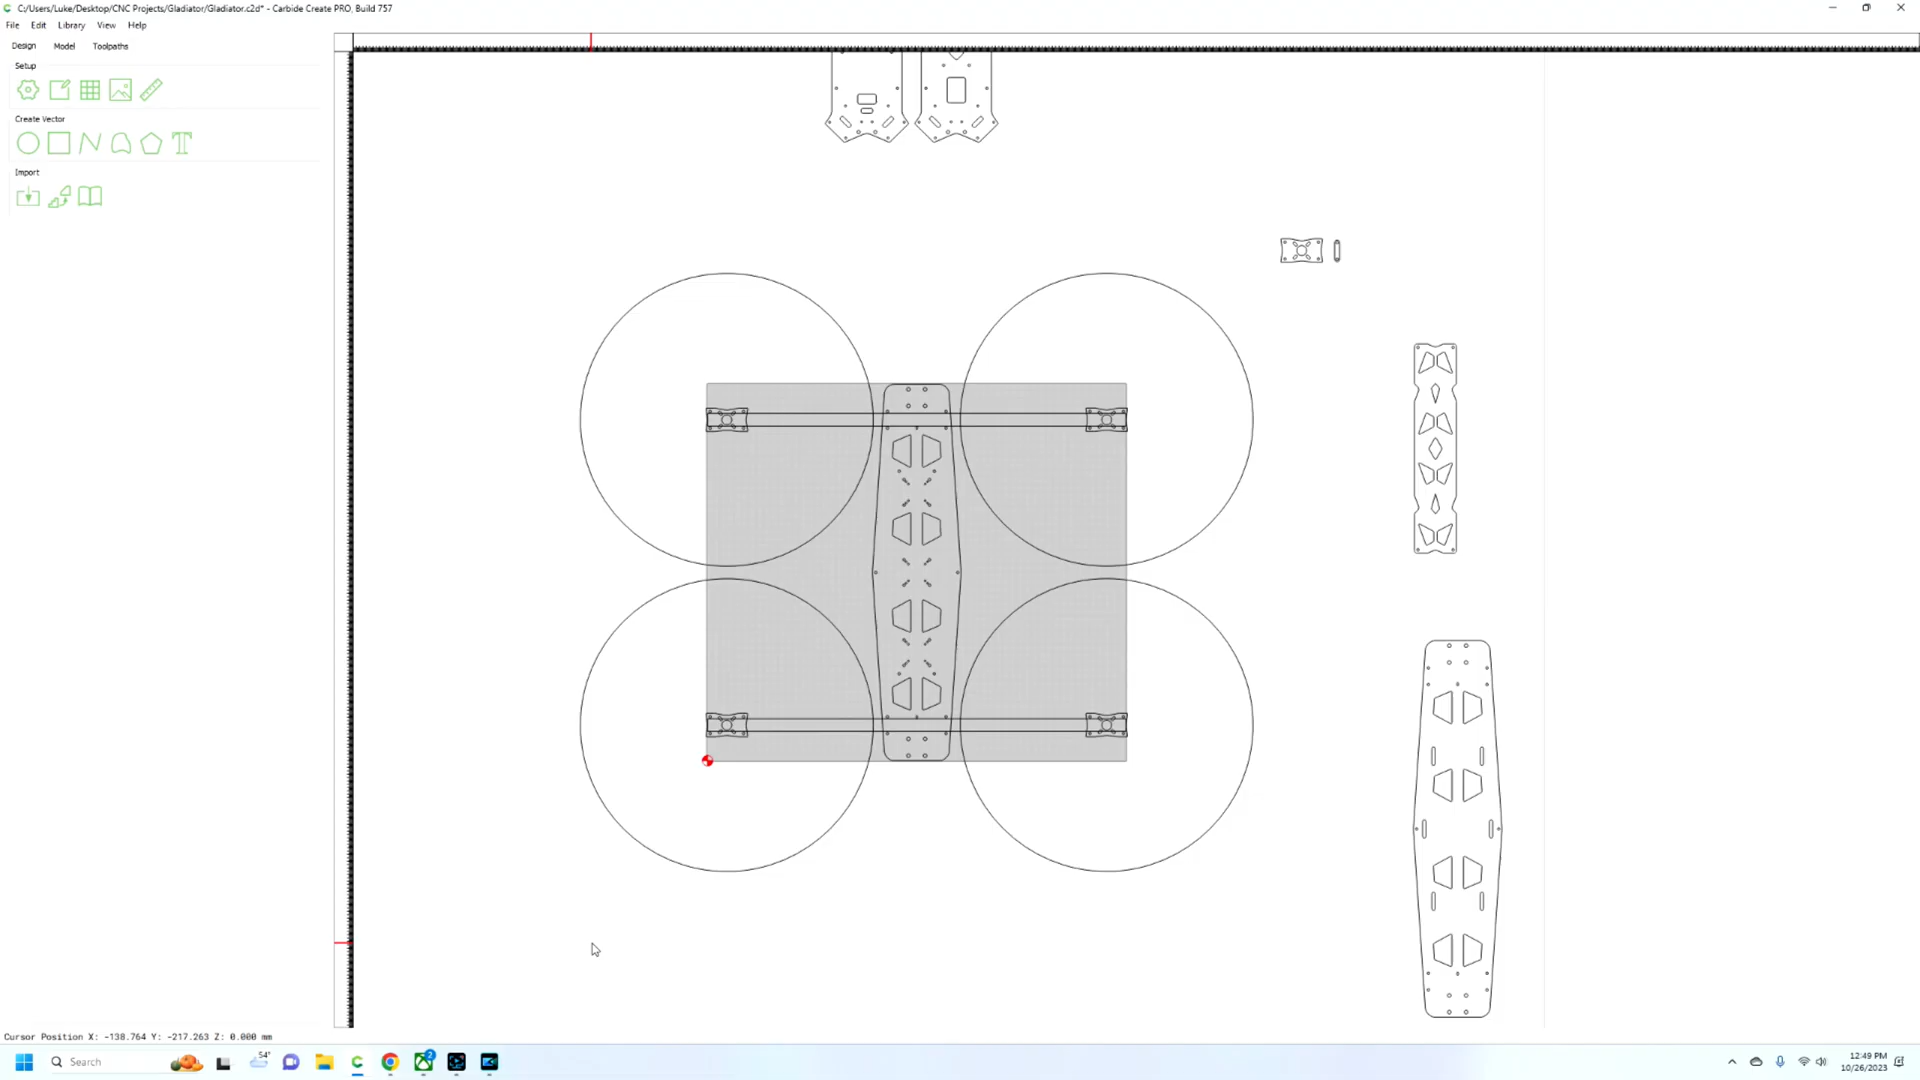 C:/Users/Luke/Desktop/CNC Projects/Gladiator/Gladiator.c2d* - Carbide Create PRO, Build 757
File Edit Library View Help
Design Model Toolpaths
Setup
Create Vector
Import
Cursor Position X: -138.764 Y: -217.263 Z: 0.000 mm
Search
54°
2
12:49 PM
10/26/2023